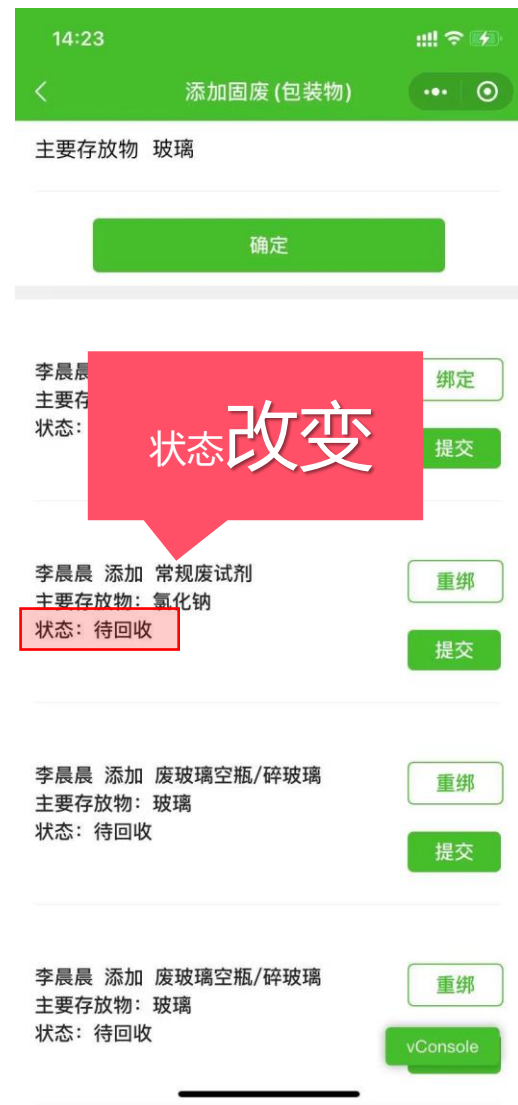 14:23
添加固废(包装物)
主要存放物 玻璃
确定
李晨晨
主要存
状态:
绑定
提交
状态改变
李晨晨 添加 常规废试剂
主要存放物: 氯化钠
状态: 待回收
重绑
提交
李晨晨 添加 废玻璃空瓶/碎玻璃
主要存放物: 玻璃
状态: 待回收
重绑
提交
李晨晨 添加 废玻璃空瓶/碎玻璃
主要存放物: 玻璃
状态: 待回收
重绑
vConsole